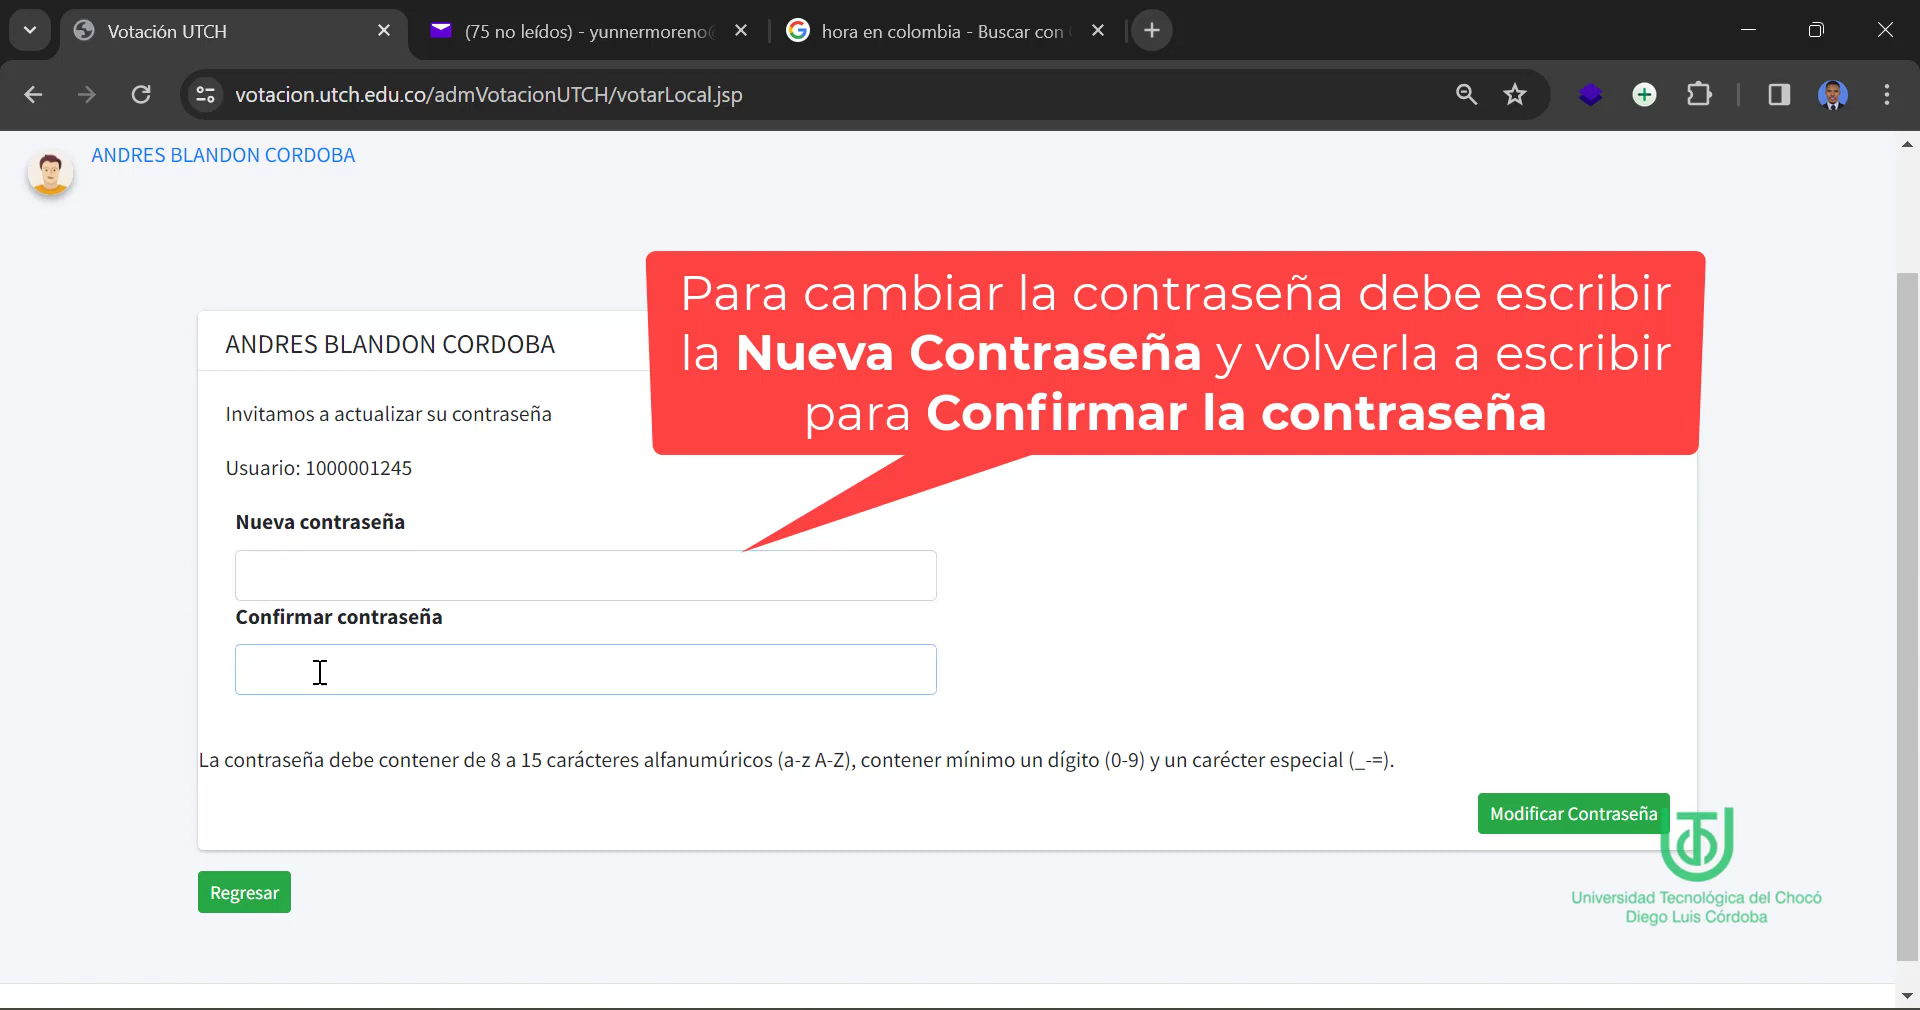 Votación UTCH
(75 no leídos) - yunnermoreno
hora en colombia - Buscar con
votacion.utch.edu.co/admVotacionUTCH/votarLocal.jsp
ANDRES BLANDON CORDOBA
Para cambiar la contraseña debe escribir
la Nueva Contraseña y volverla a escribir
para Confirmar la contraseña
ANDRES BLANDON CORDOBA
Invitamos a actualizar su contraseña
Usuario: 1000001245
Nueva contraseña
Confirmar contraseña
La contraseña debe contener de 8 a 15 carácteres alfanumúricos (a-z A-Z), contener mínimo un dígito (0-9) y un carécter especial (_-=).
Modificar Contraseña
Regresar
Universidad Tecnológica del Chocó
Diego Luis Córdoba